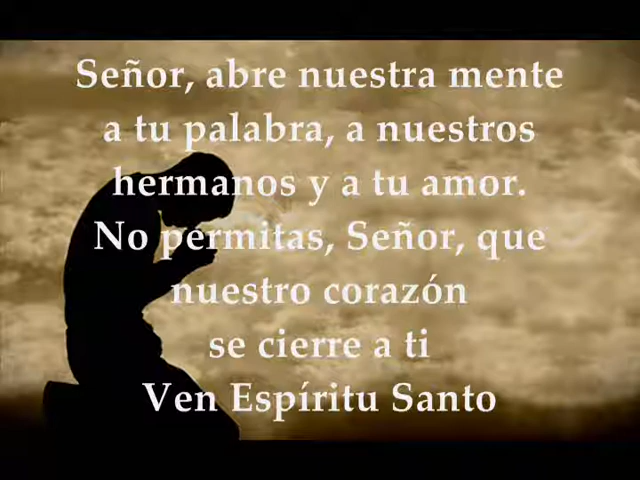 Señor, abre nuestra mente
a tu palabra, a nuestros
hermanos y a tu amor.
No permitas, Señor, que
nuestro corazón
se cierre a ti
Ven Espíritu Santo